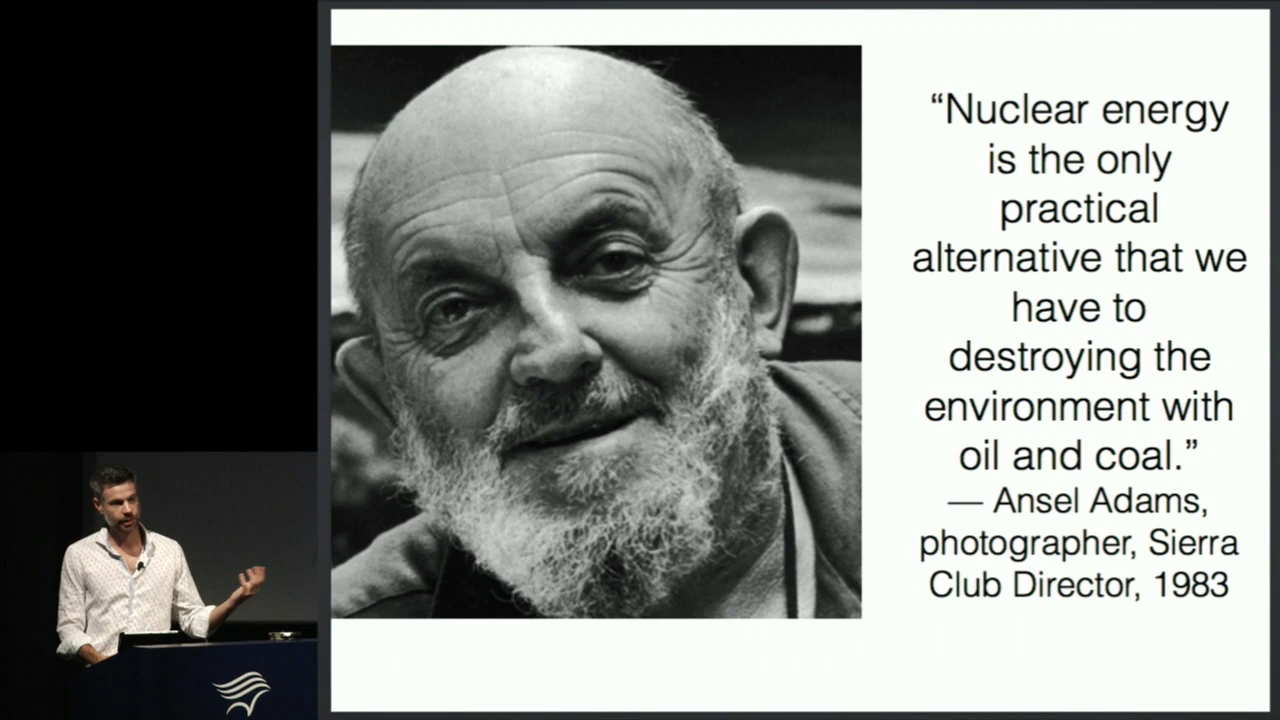 “Nuclear energy
is the only
practical
alternative that we
have to
destroying the
environment with
oil and coal.”
— Ansel Adams,
photographer, Sierra
Club Director, 1983